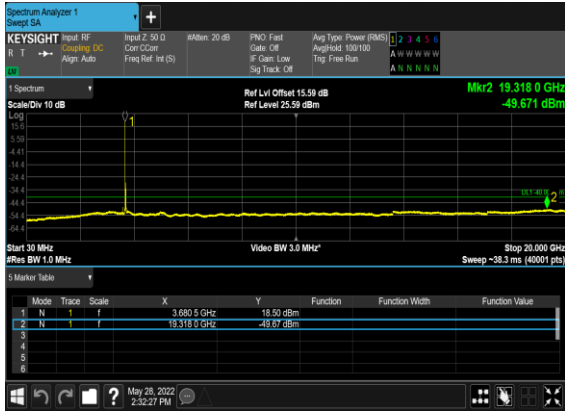 Spectrum Analyzer 1
Swept SA
+
KEYSIGHT Input: RF Input Z: 50 Ω #Atten: 20 dB PNO: Fast Avg Type: Power (RMS) 1 2 3 4 5 6
R T Coupling: DC Corr CCorr Gate: Off Avg|Hold: 100/100 A W W W W W
Align: Auto Freq Ref: Int (S) IF Gain: Low Trig: Free Run
Sig Track: Off A N N N N N
1 Spectrum
Ref Lvl Offset 15.59 dB Mkr2 19.318 0 GHz
Scale/Div 10 dB Ref Level 25.59 dBm -49.671 dBm
Log
15.6
5.59
-4.41
-14.4
-24.4
-34.4
-44.4
-54.4
-64.4
1
2
Start 30 MHz Video BW 3.0 MHz* Stop 20.000 GHz
#Res BW 1.0 MHz Sweep ~38.3 ms (40001 pts)
5 Marker Table
Mode Trace Scale X Y Function Function Width Function Value
1 N 1 f 3.680 5 GHz 18.50 dBm
2 N 1 f 19.318 0 GHz -49.67 dBm
3
4
5
6
? May 28, 2022
2:32:27 PM